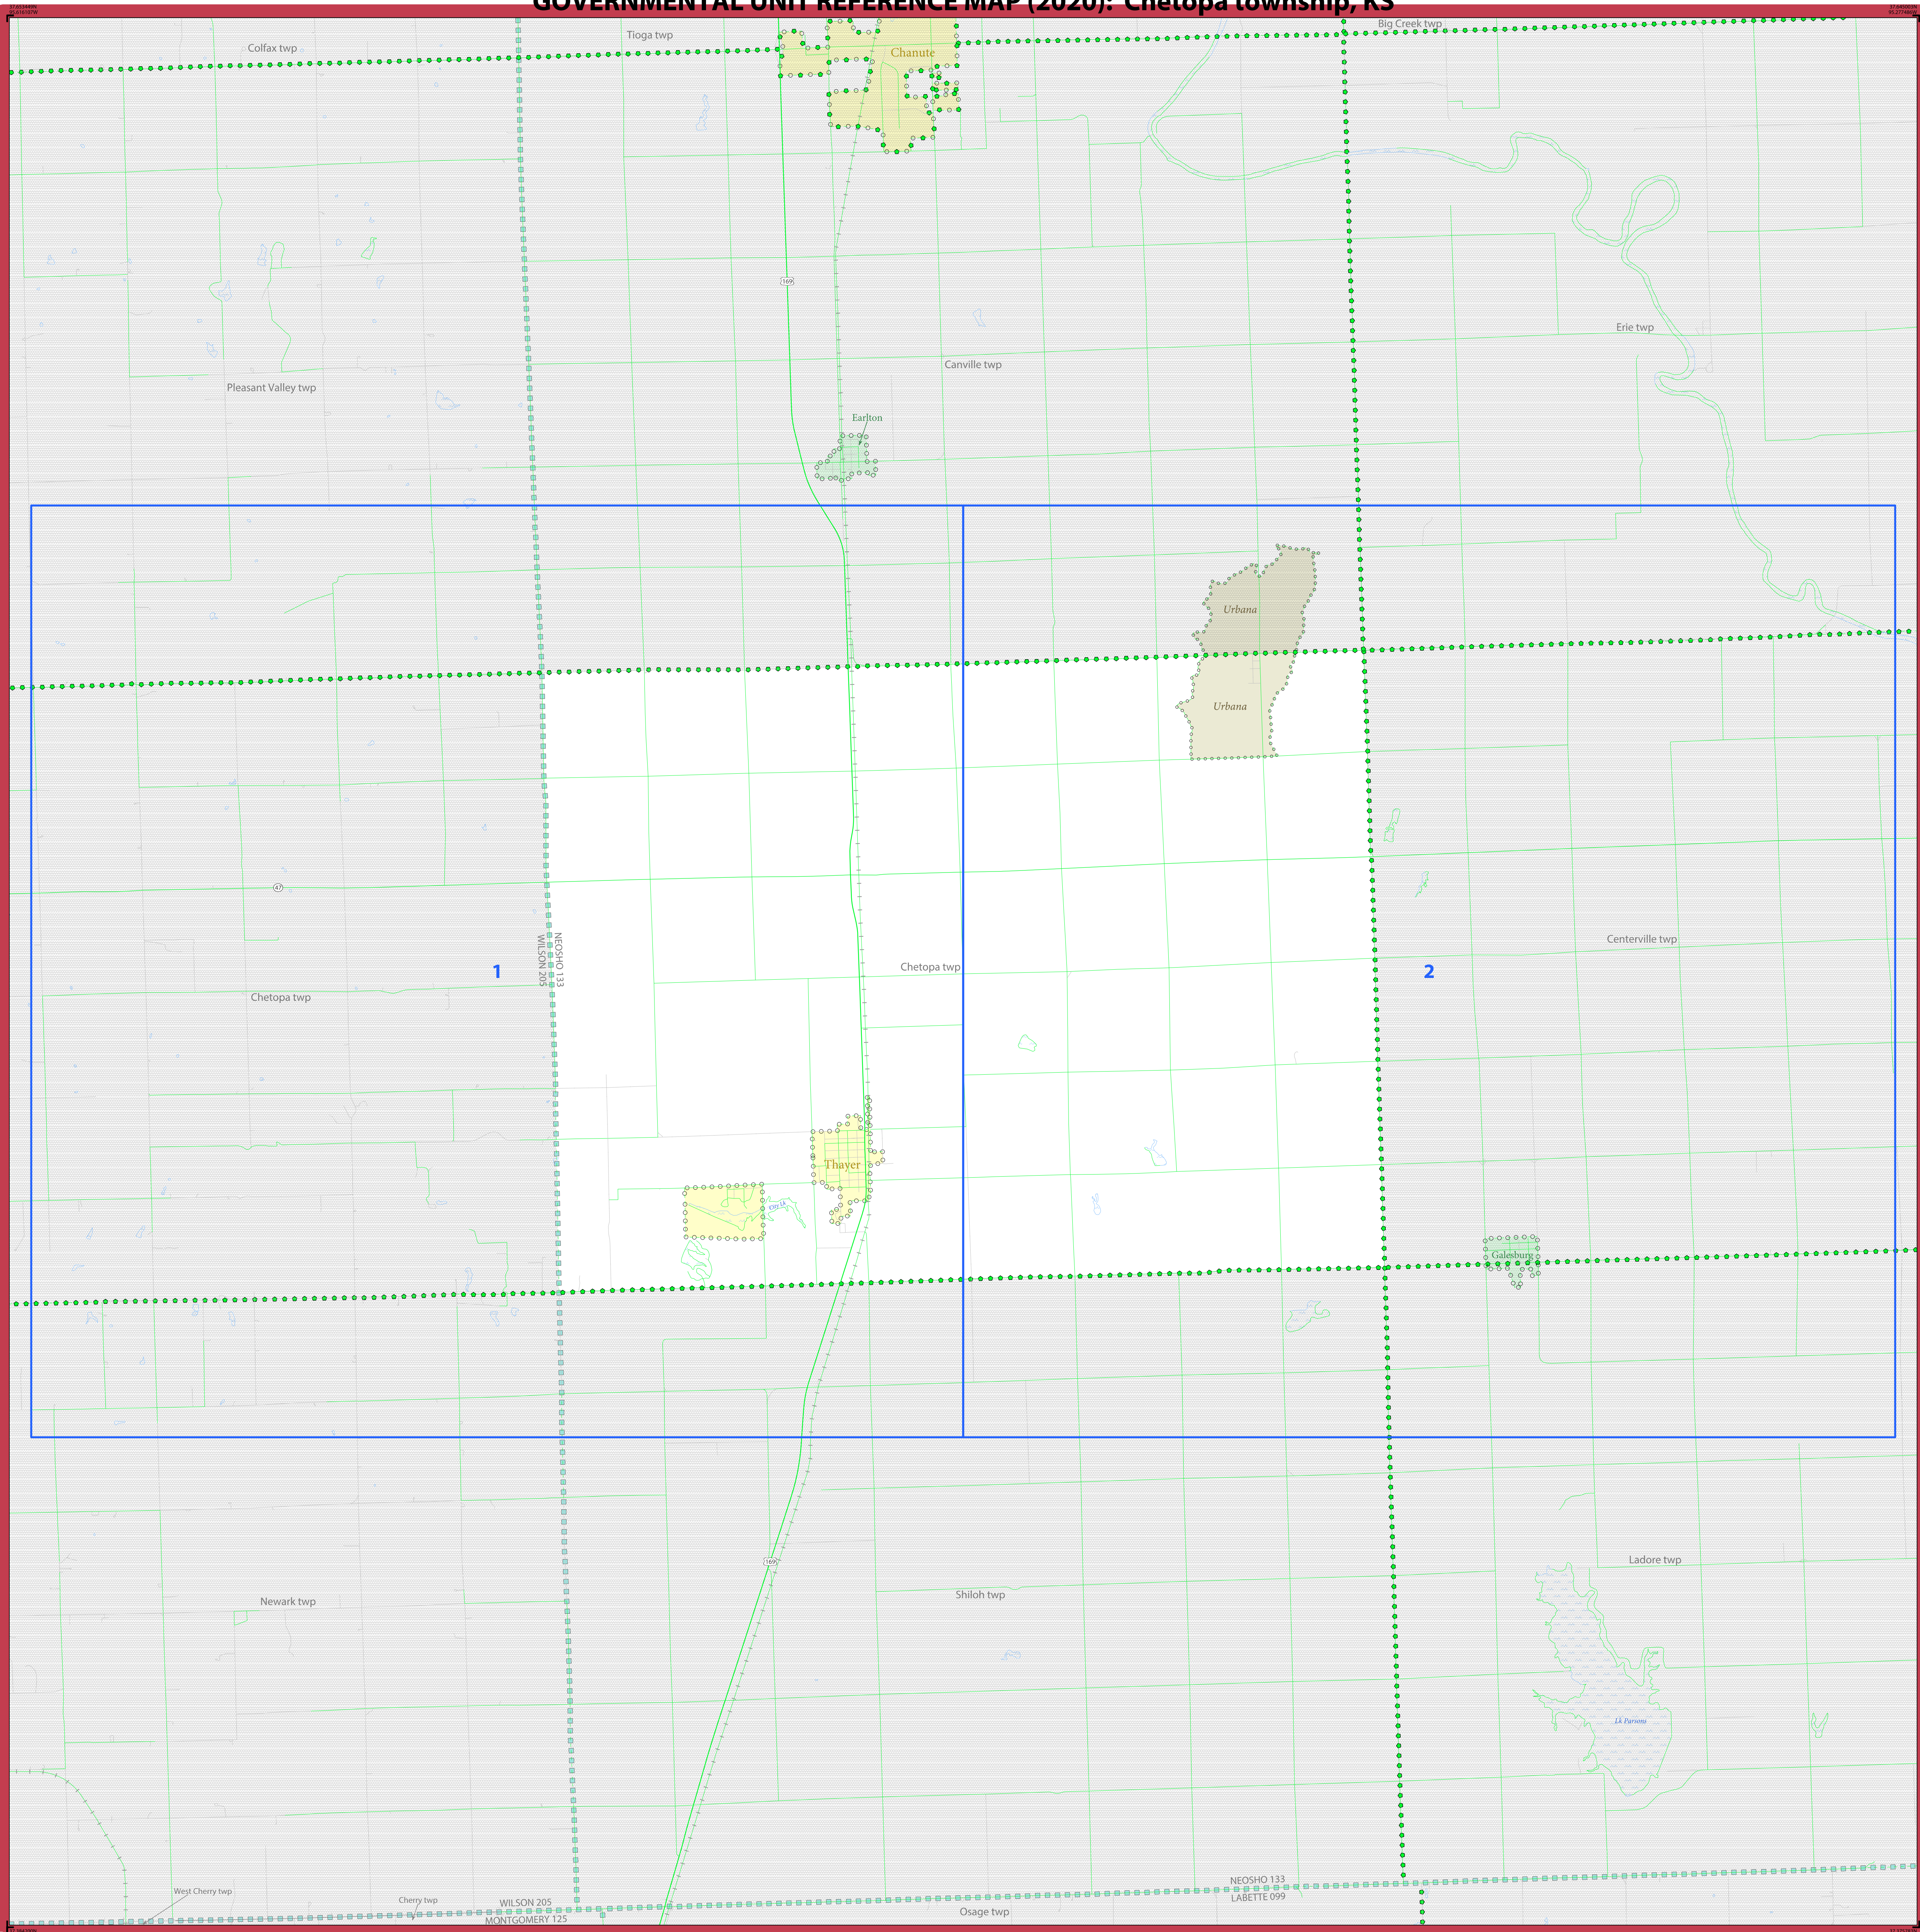 GOVERNMENTAL UNIT REFERENCE MAP (2020): Chetopa township, KS
Colfax twp
Tioga twp
Big Creek twp
Chanute
169
Erie twp
Canville twp
Pleasant Valley twp
Earlton
Urbana
Urbana
47
NEOSHO 133
WILSON 205
Centerville twp
Chetopa twp
1
2
Chetopa twp
Thayer
City Lk
Galesburg
169
Ladore twp
Shiloh twp
Newark twp
Lk Parsons
NEOSHO 133
LABETTE 099
West Cherry twp
Cherry twp
WILSON 205
MONTGOMERY 125
Osage twp